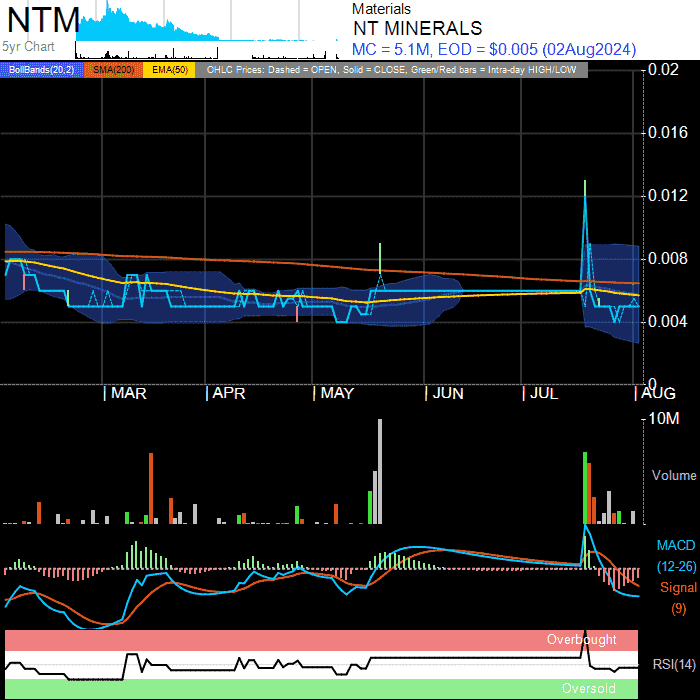 NTM
5yr Chart
Materials
NT MINERALS
MC = 5.1M, EOD = $0.005 (02Aug2024)
BollBands(20,2) SMA(200) EMA(50) OHLC Prices: Dashed = OPEN, Solid = CLOSE, Green/Red bars = Intra-day HIGH/LOW
0.02
0.016
0.012
0.008
0.004
0
MAR APR MAY JUN JUL AUG
10M
Volume
MACD
(12-26)
Signal
(9)
Overbought
RSI(14)
Oversold